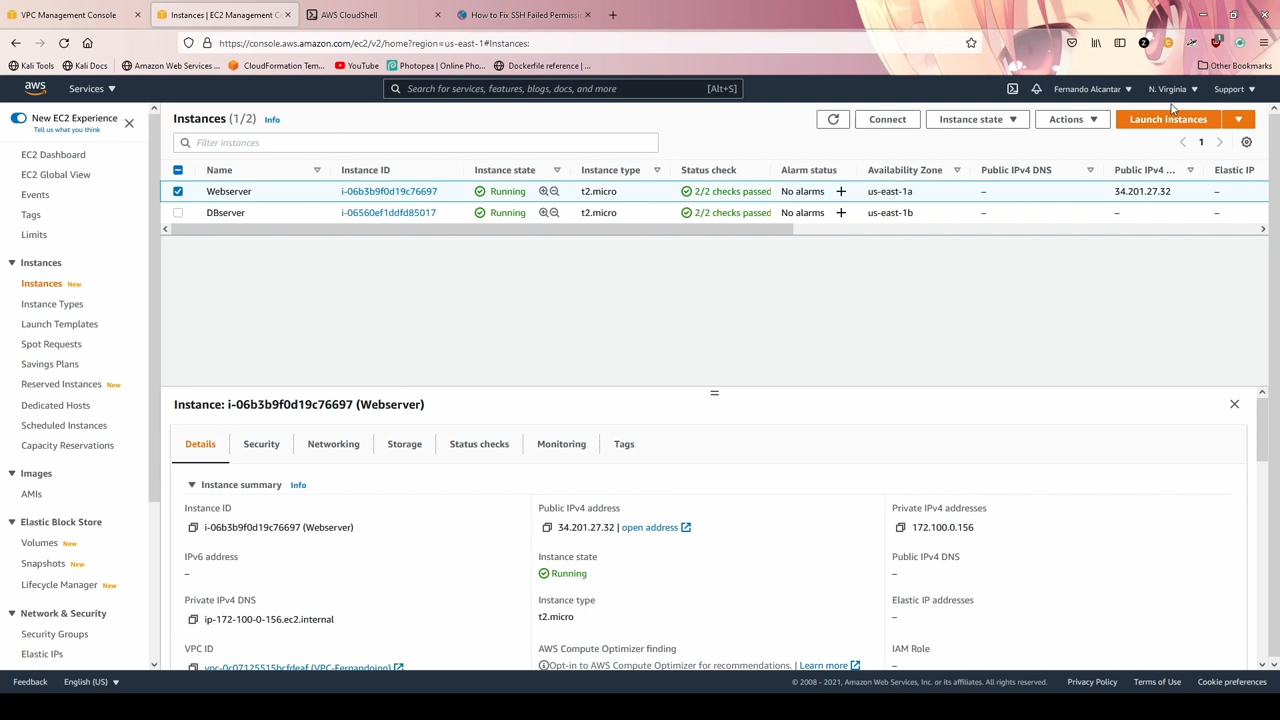 VPC Management Console
Instances | EC2 Management C
AWS CloudShell
How to Fix SSH Failed Permiss
https://console.aws.amazon.com/ec2/v2/home?region=us-east-1#Instances:
Kali Tools
Kali Docs
Amazon Web Services ...
CloudFormation Tem...
YouTube
Photopea | Online Pho...
Dockerfile reference | ...
Other Bookmarks
aws
Services
Search for services, features, blogs, docs, and more
[Alt+S]
Fernando Alcantar
N. Virginia
Support
New EC2 Experience
Tell us what you think
EC2 Dashboard
EC2 Global View
Events
Tags
Limits
Instances
Instances New
Instance Types
Launch Templates
Spot Requests
Savings Plans
Reserved Instances New
Dedicated Hosts
Scheduled Instances
Capacity Reservations
Images
AMIs
Elastic Block Store
Volumes New
Snapshots New
Lifecycle Manager New
Network & Security
Security Groups
Elastic IPs
Instances (1/2) Info
Connect
Instance state
Actions
Launch instances
Filter instances
1
Name Instance ID Instance state Instance type Status check Alarm status Availability Zone Public IPv4 DNS Public IPv4 ... Elastic IP
Webserver i-06b3b9f0d19c76697 Running t2.micro 2/2 checks passed No alarms + us-east-1a – 34.201.27.32 –
DBserver i-06560ef1ddfd85017 Running t2.micro 2/2 checks passed No alarms + us-east-1b – – –
Instance: i-06b3b9f0d19c76697 (Webserver)
Details Security Networking Storage Status checks Monitoring Tags
Instance summary Info
Instance ID
i-06b3b9f0d19c76697 (Webserver)
Public IPv4 address
34.201.27.32 | open address
Private IPv4 addresses
172.100.0.156
IPv6 address
–
Instance state
Running
Public IPv4 DNS
–
Private IPv4 DNS
ip-172-100-0-156.ec2.internal
Instance type
t2.micro
Elastic IP addresses
–
VPC ID
vpc-0c07125515bcfdeaf (VPC-Fernandoino)
AWS Compute Optimizer finding
Opt-in to AWS Compute Optimizer for recommendations. | Learn more
IAM Role
–
Feedback
English (US)
© 2008 - 2021, Amazon Web Services, Inc. or its affiliates. All rights reserved.
Privacy Policy
Terms of Use
Cookie preferences